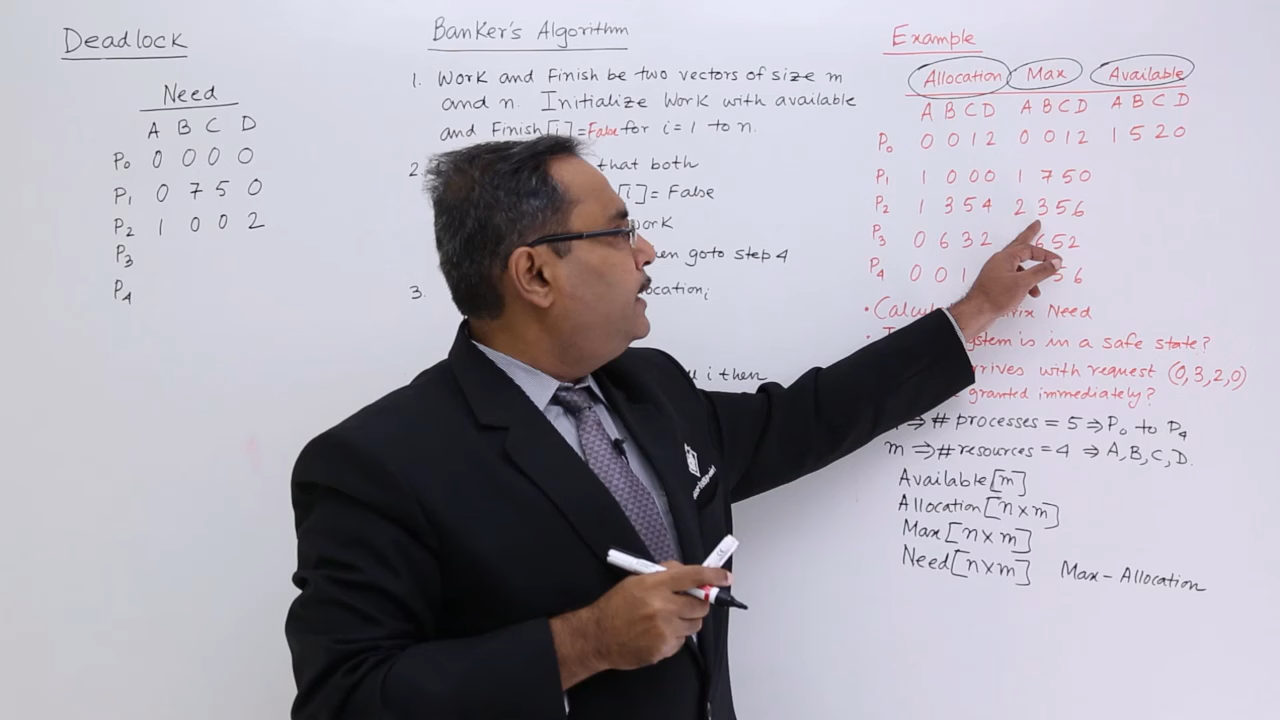 Deadlock
Need
A B C D
P0 0 0 0 0
P1 0 7 5 0
P2 1 0 0 2
P3
P4
Banker's Algorithm
1. Work and Finish be two vectors of size m
and n. Initialize Work with available
and Finish[i]=False for i = 1 to n.
2. that both
[i] = False
Work
goto step 4
3.
i then
Example
Allocation Max Available
A B C D A B C D A B C D
P0 0 0 1 2 0 0 1 2 1 5 2 0
P1 1 0 0 0 1 7 5 0
P2 1 3 5 4 2 3 5 6
P3 0 6 3 2 6 5 2
P4 0 0 1 5 6
• Need
• is in a safe state?
with request (0,3,2,0)
granted immediately?
⇒ # processes = 5 ⇒ P0 to P4
m ⇒ # resources = 4 ⇒ A, B, C, D.
Available[m]
Allocation[n×m]
Max[n×m]
Need[n×m] Max - Allocation